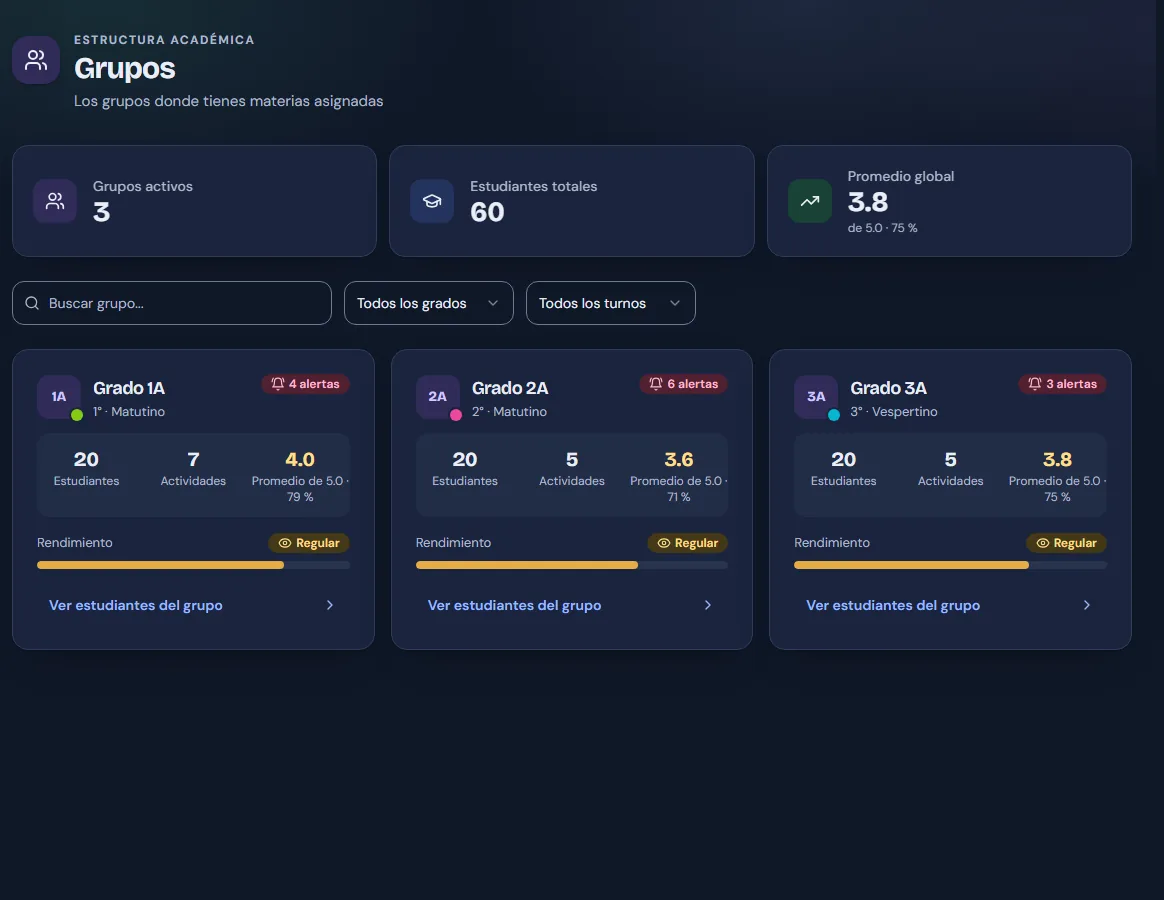 ESTRUCTURA ACADÉMICA
Grupos
Los grupos donde tienes materias asignadas
Grupos activos
3
Estudiantes totales
60
Promedio global
3.8
de 5.0 · 75 %
Buscar grupo...
Todos los grados
Todos los turnos
1A
Grado 1A
1° · Matutino
4 alertas
20
Estudiantes
7
Actividades
4.0
Promedio de 5.0 ·
79 %
Rendimiento
Regular
Ver estudiantes del grupo
2A
Grado 2A
2° · Matutino
6 alertas
20
Estudiantes
5
Actividades
3.6
Promedio de 5.0 ·
71 %
Rendimiento
Regular
Ver estudiantes del grupo
3A
Grado 3A
3° · Vespertino
3 alertas
20
Estudiantes
5
Actividades
3.8
Promedio de 5.0 ·
75 %
Rendimiento
Regular
Ver estudiantes del grupo